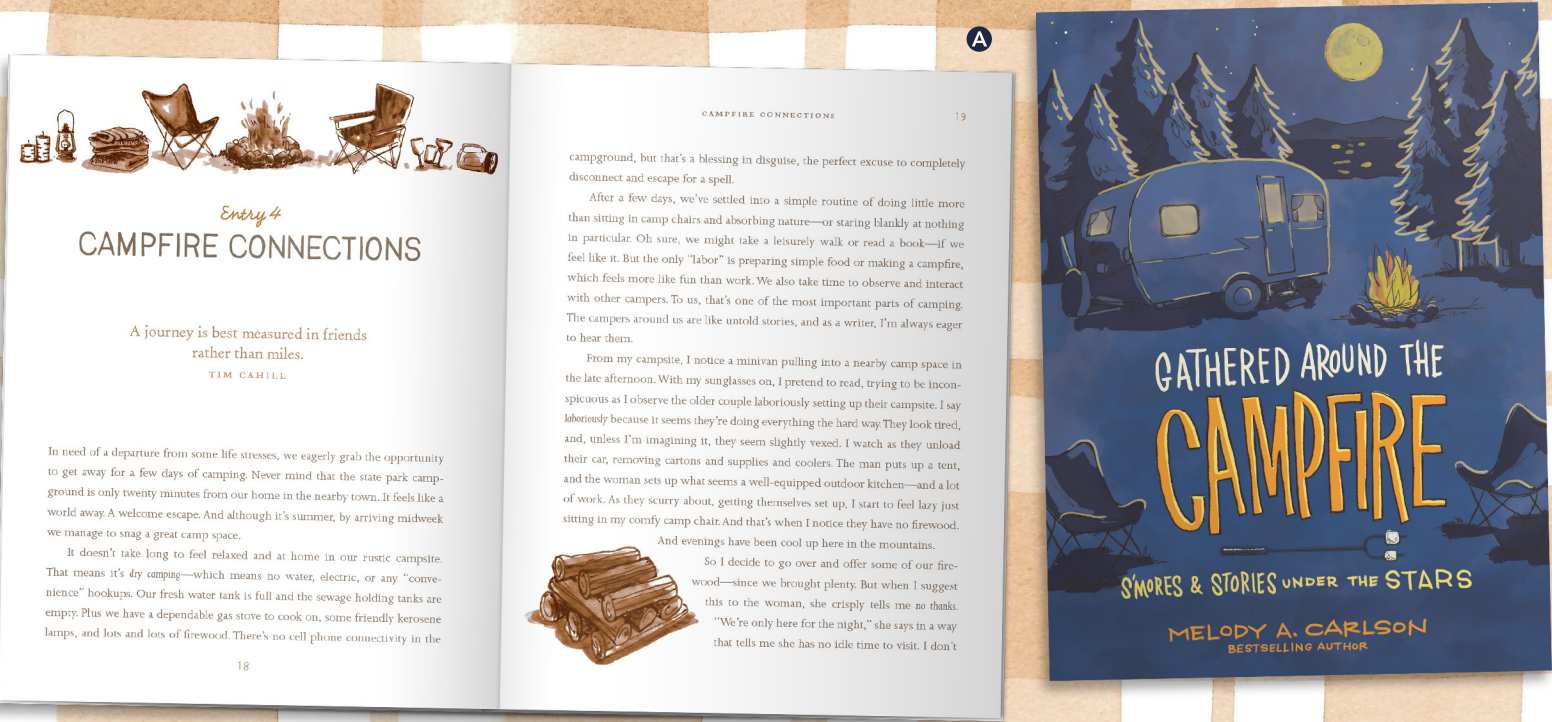 Entry 4
CAMPFIRE CONNECTIONS
A journey is best measured in friends
rather than miles.
TIM CAHILL
In need of a departure from some life stresses, we eagerly grab the opportunity
to get away for a few days of camping. Never mind that the state park camp-
ground is only twenty minutes from our home in the nearby town. It feels like a
world away. A welcome escape. And although it's summer, by arriving midweek
we manage to snag a great camp space.
It doesn't take long to feel relaxed and at home in our rustic campsite.
That means it's dry camping—which means no water, electric, or any “conve-
nience” hookups. Our fresh water tank is full and the sewage holding tanks are
empty. Plus we have a dependable gas stove to cook on, some friendly kerosene
lamps, and lots and lots of firewood. There's no cell phone connectivity in the
18
CAMPFIRE CONNECTIONS 19
campground, but that's a blessing in disguise, the perfect excuse to completely
disconnect and escape for a spell.
After a few days, we've settled into a simple routine of doing little more
than sitting in camp chairs and absorbing nature—or staring blankly at nothing
in particular. Oh sure, we might take a leisurely walk or read a book—if we
feel like it. But the only “labor” is preparing simple food or making a campfire,
which feels more like fun than work. We also take time to observe and interact
with other campers. To us, that's one of the most important parts of camping.
The campers around us are like untold stories, and as a writer, I'm always eager
to hear them.
From my campsite, I notice a minivan pulling into a nearby camp space in
the late afternoon. With my sunglasses on, I pretend to read, trying to be incon-
spicuous as I observe the older couple laboriously setting up their campsite. I say
laboriously because it seems they're doing everything the hard way. They look tired,
and, unless I'm imagining it, they seem slightly vexed. I watch as they unload
their car, removing cartons and supplies and coolers. The man puts up a tent,
and the woman sets up what seems a well-equipped outdoor kitchen—and a lot
of work. As they scurry about, getting themselves set up, I start to feel lazy just
sitting in my comfy camp chair. And that's when I notice they have no firewood.
And evenings have been cool up here in the mountains.
So I decide to go over and offer some of our fire-
wood—since we brought plenty. But when I suggest
this to the woman, she crisply tells me no thanks.
“We're only here for the night,” she says in a way
that tells me she has no idle time to visit. I don't
A
GATHERED AROUND THE
CAMPFIRE
S'MORES & STORIES UNDER THE STARS
MELODY A. CARLSON
BESTSELLING AUTHOR